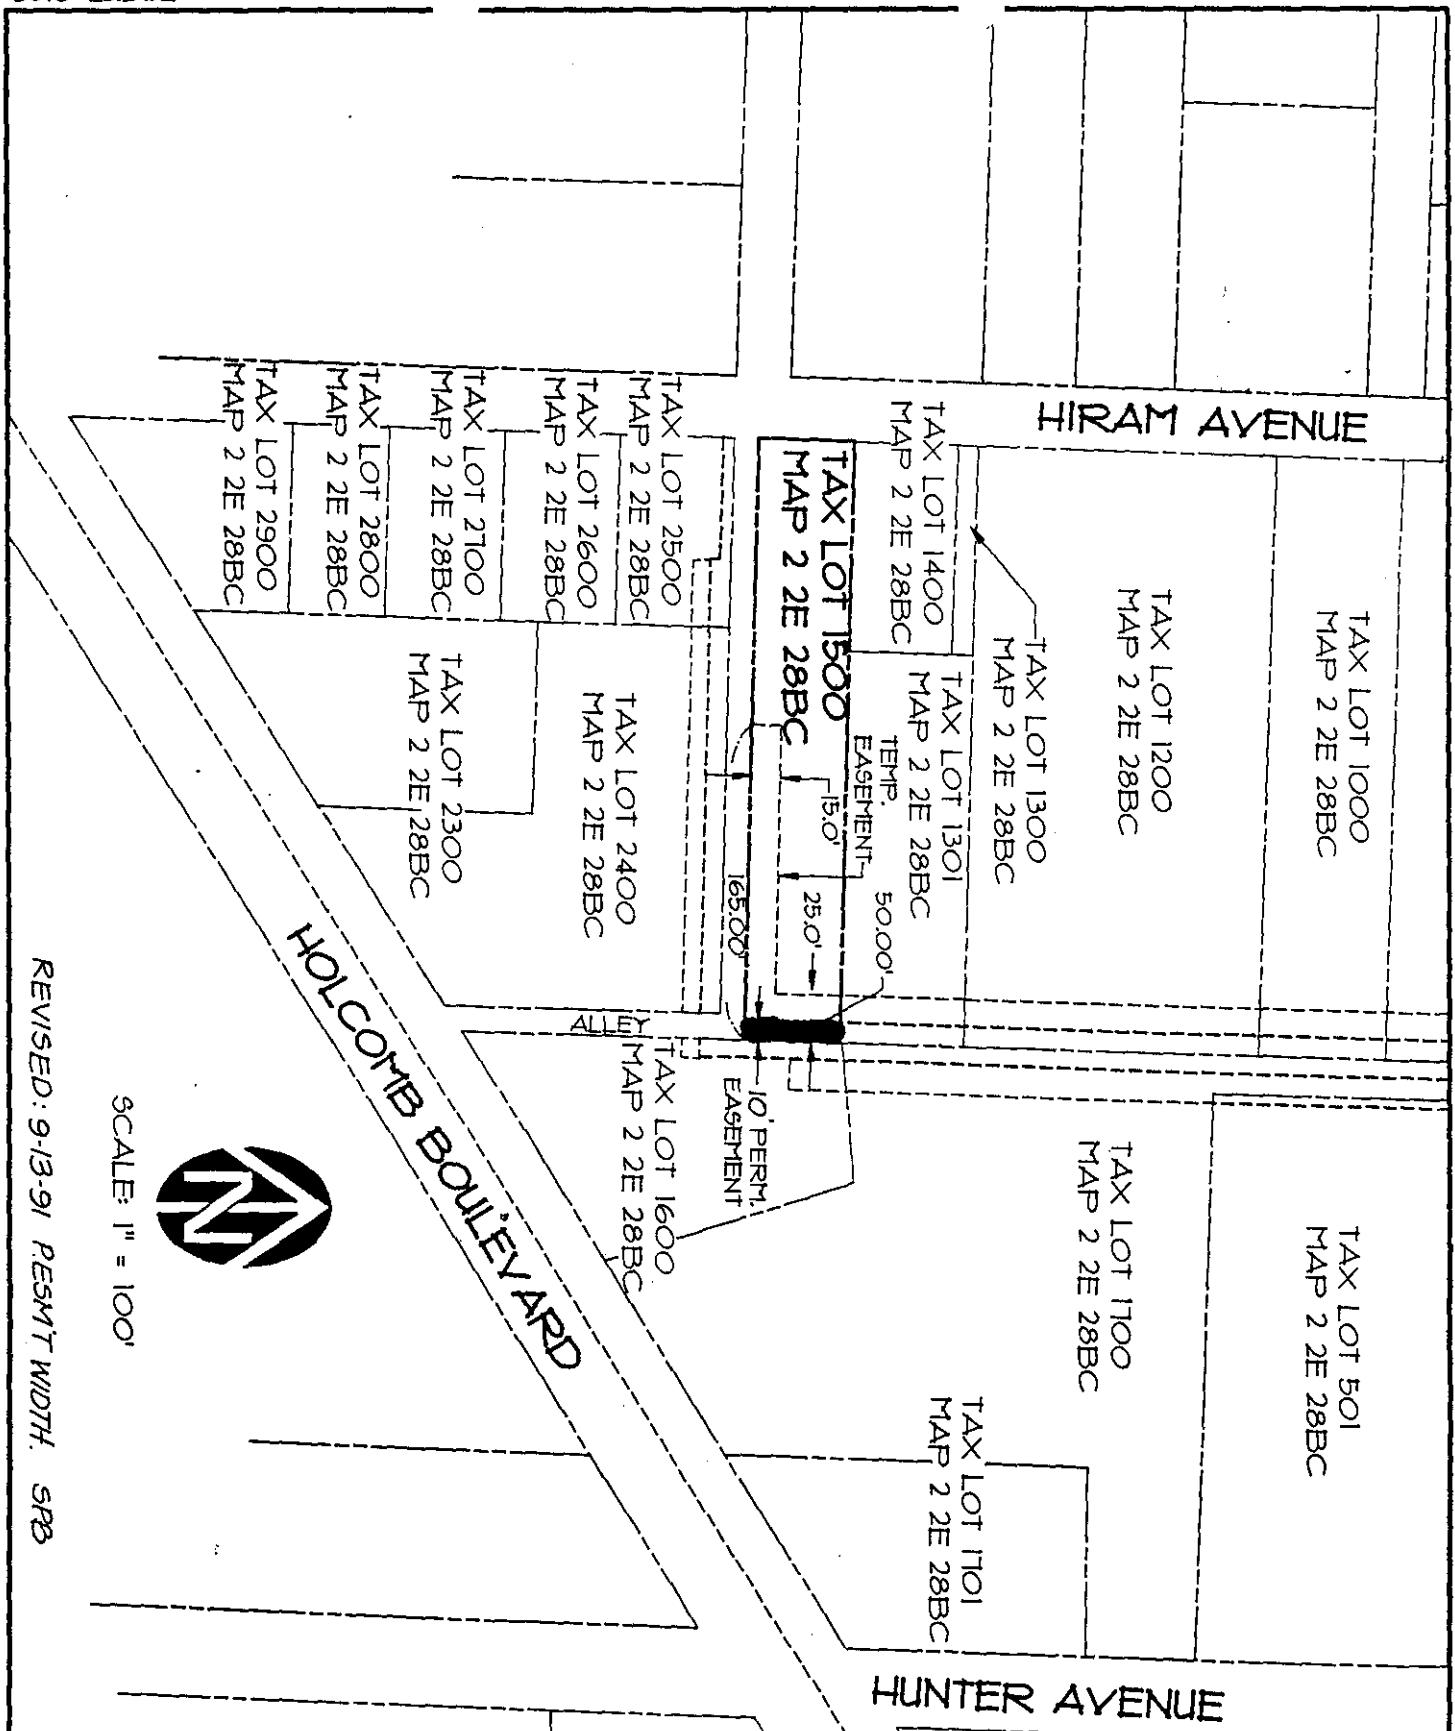 HIRAM AVENUE
TAX LOT 1000
MAP 2 2E 28BC
TAX LOT 1200
MAP 2 2E 28BC
TAX LOT 1300
MAP 2 2E 28BC
TAX LOT 1301
MAP 2 2E 28BC
TAX LOT 1400
MAP 2 2E 28BC
TAX LOT 1500
MAP 2 2E 28BC
TEMP.
EASEMENT
15.0'
25.0'
50.00'
165.00'
TAX LOT 2500
MAP 2 2E 28BC
TAX LOT 2600
MAP 2 2E 28BC
TAX LOT 2700
MAP 2 2E 28BC
TAX LOT 2800
MAP 2 2E 28BC
TAX LOT 2900
MAP 2 2E 28BC
TAX LOT 2400
MAP 2 2E 28BC
TAX LOT 2300
MAP 2 2E 28BC
ALLEY
10' PERM.
EASEMENT
TAX LOT 501
MAP 2 2E 28BC
TAX LOT 1700
MAP 2 2E 28BC
TAX LOT 1600
MAP 2 2E 28BC
TAX LOT 1701
MAP 2 2E 28BC
HOLCOMB BOULEVARD
HUNTER AVENUE
N
SCALE: 1" = 100'
REVISED: 9-13-91 P.ESM'T WIDTH. SPB